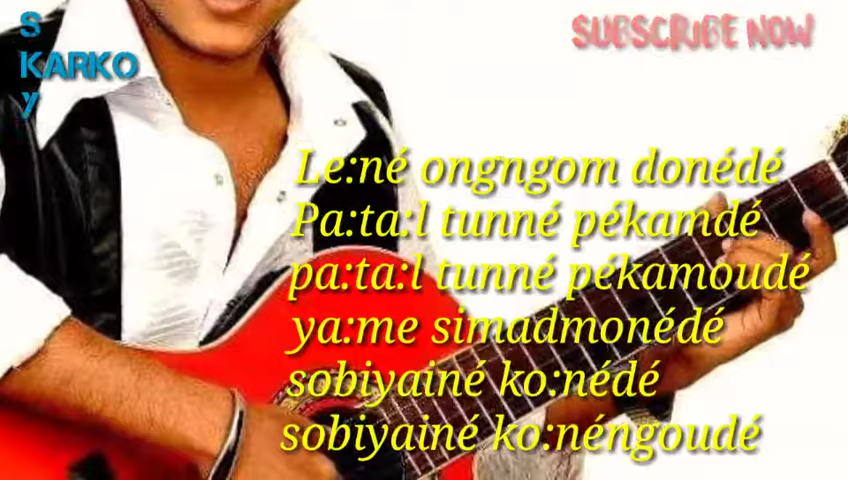 S
KARKO
y
SUBSCRIBE NOW
Le:né ongngom donédé
Pa:ta:l tunné pékamdé
pa:ta:l tunné pékamoudé
ya:me simadmonédé
sobiyainé ko:nédé
sobiyainé ko:néngoudé